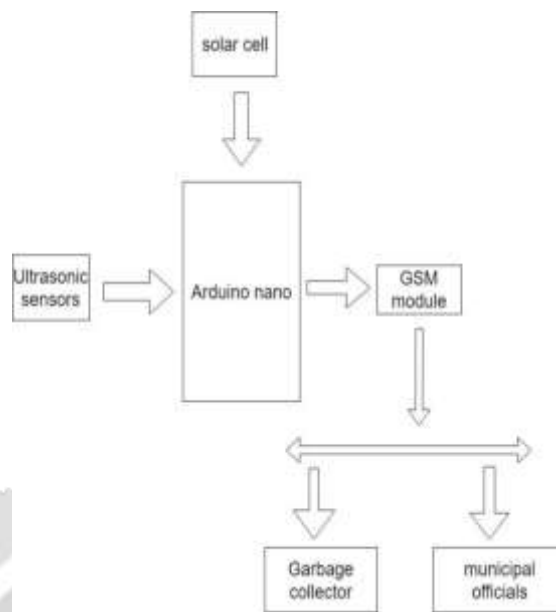 solar cell
Ultrasonic
sensors
Arduino nano
GSM
module
Garbage
collector
municipal
officials